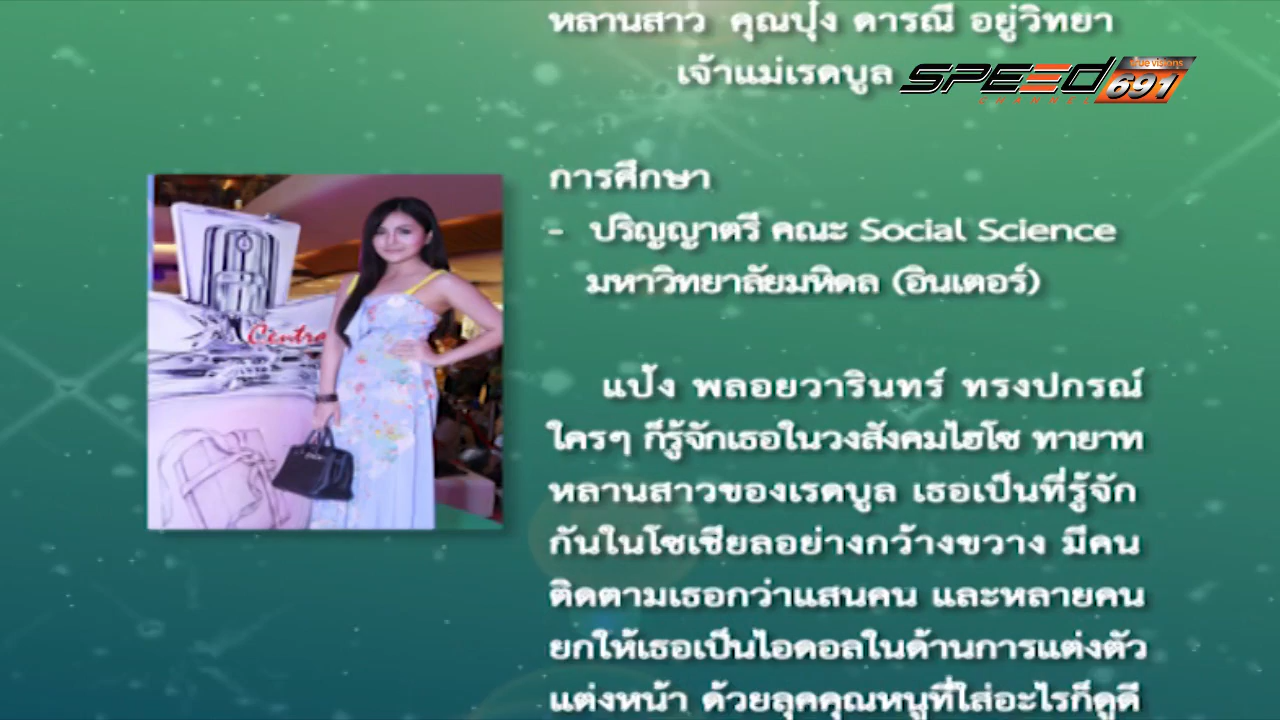 หลานสาว คุณปุ๋ง ดารณี อยู่วิทยา
เจ้าแม่เรดบูล
SPEED
true visions
691
CHANNEL
การศึกษา
- ปริญญาตรี คณะ Social Science
มหาวิทยาลัยมหิดล (อินเตอร์)
Centra
แป้ง พลอยวารินทร์ ทรงปกรณ์
ใครๆ ก็รู้จักเธอในวงสังคมไฮโซ ทายาท
หลานสาวของเรดบูล เธอเป็นที่รู้จัก
กันในโซเชียลอย่างกว้างขวาง มีคน
ติดตามเธอกว่าแสนคน และหลายคน
ยกให้เธอเป็นไอดอลในด้านการแต่งตัว
แต่งหน้า ด้วยลุคคุณหนูที่ใส่อะไรก็ดูดี